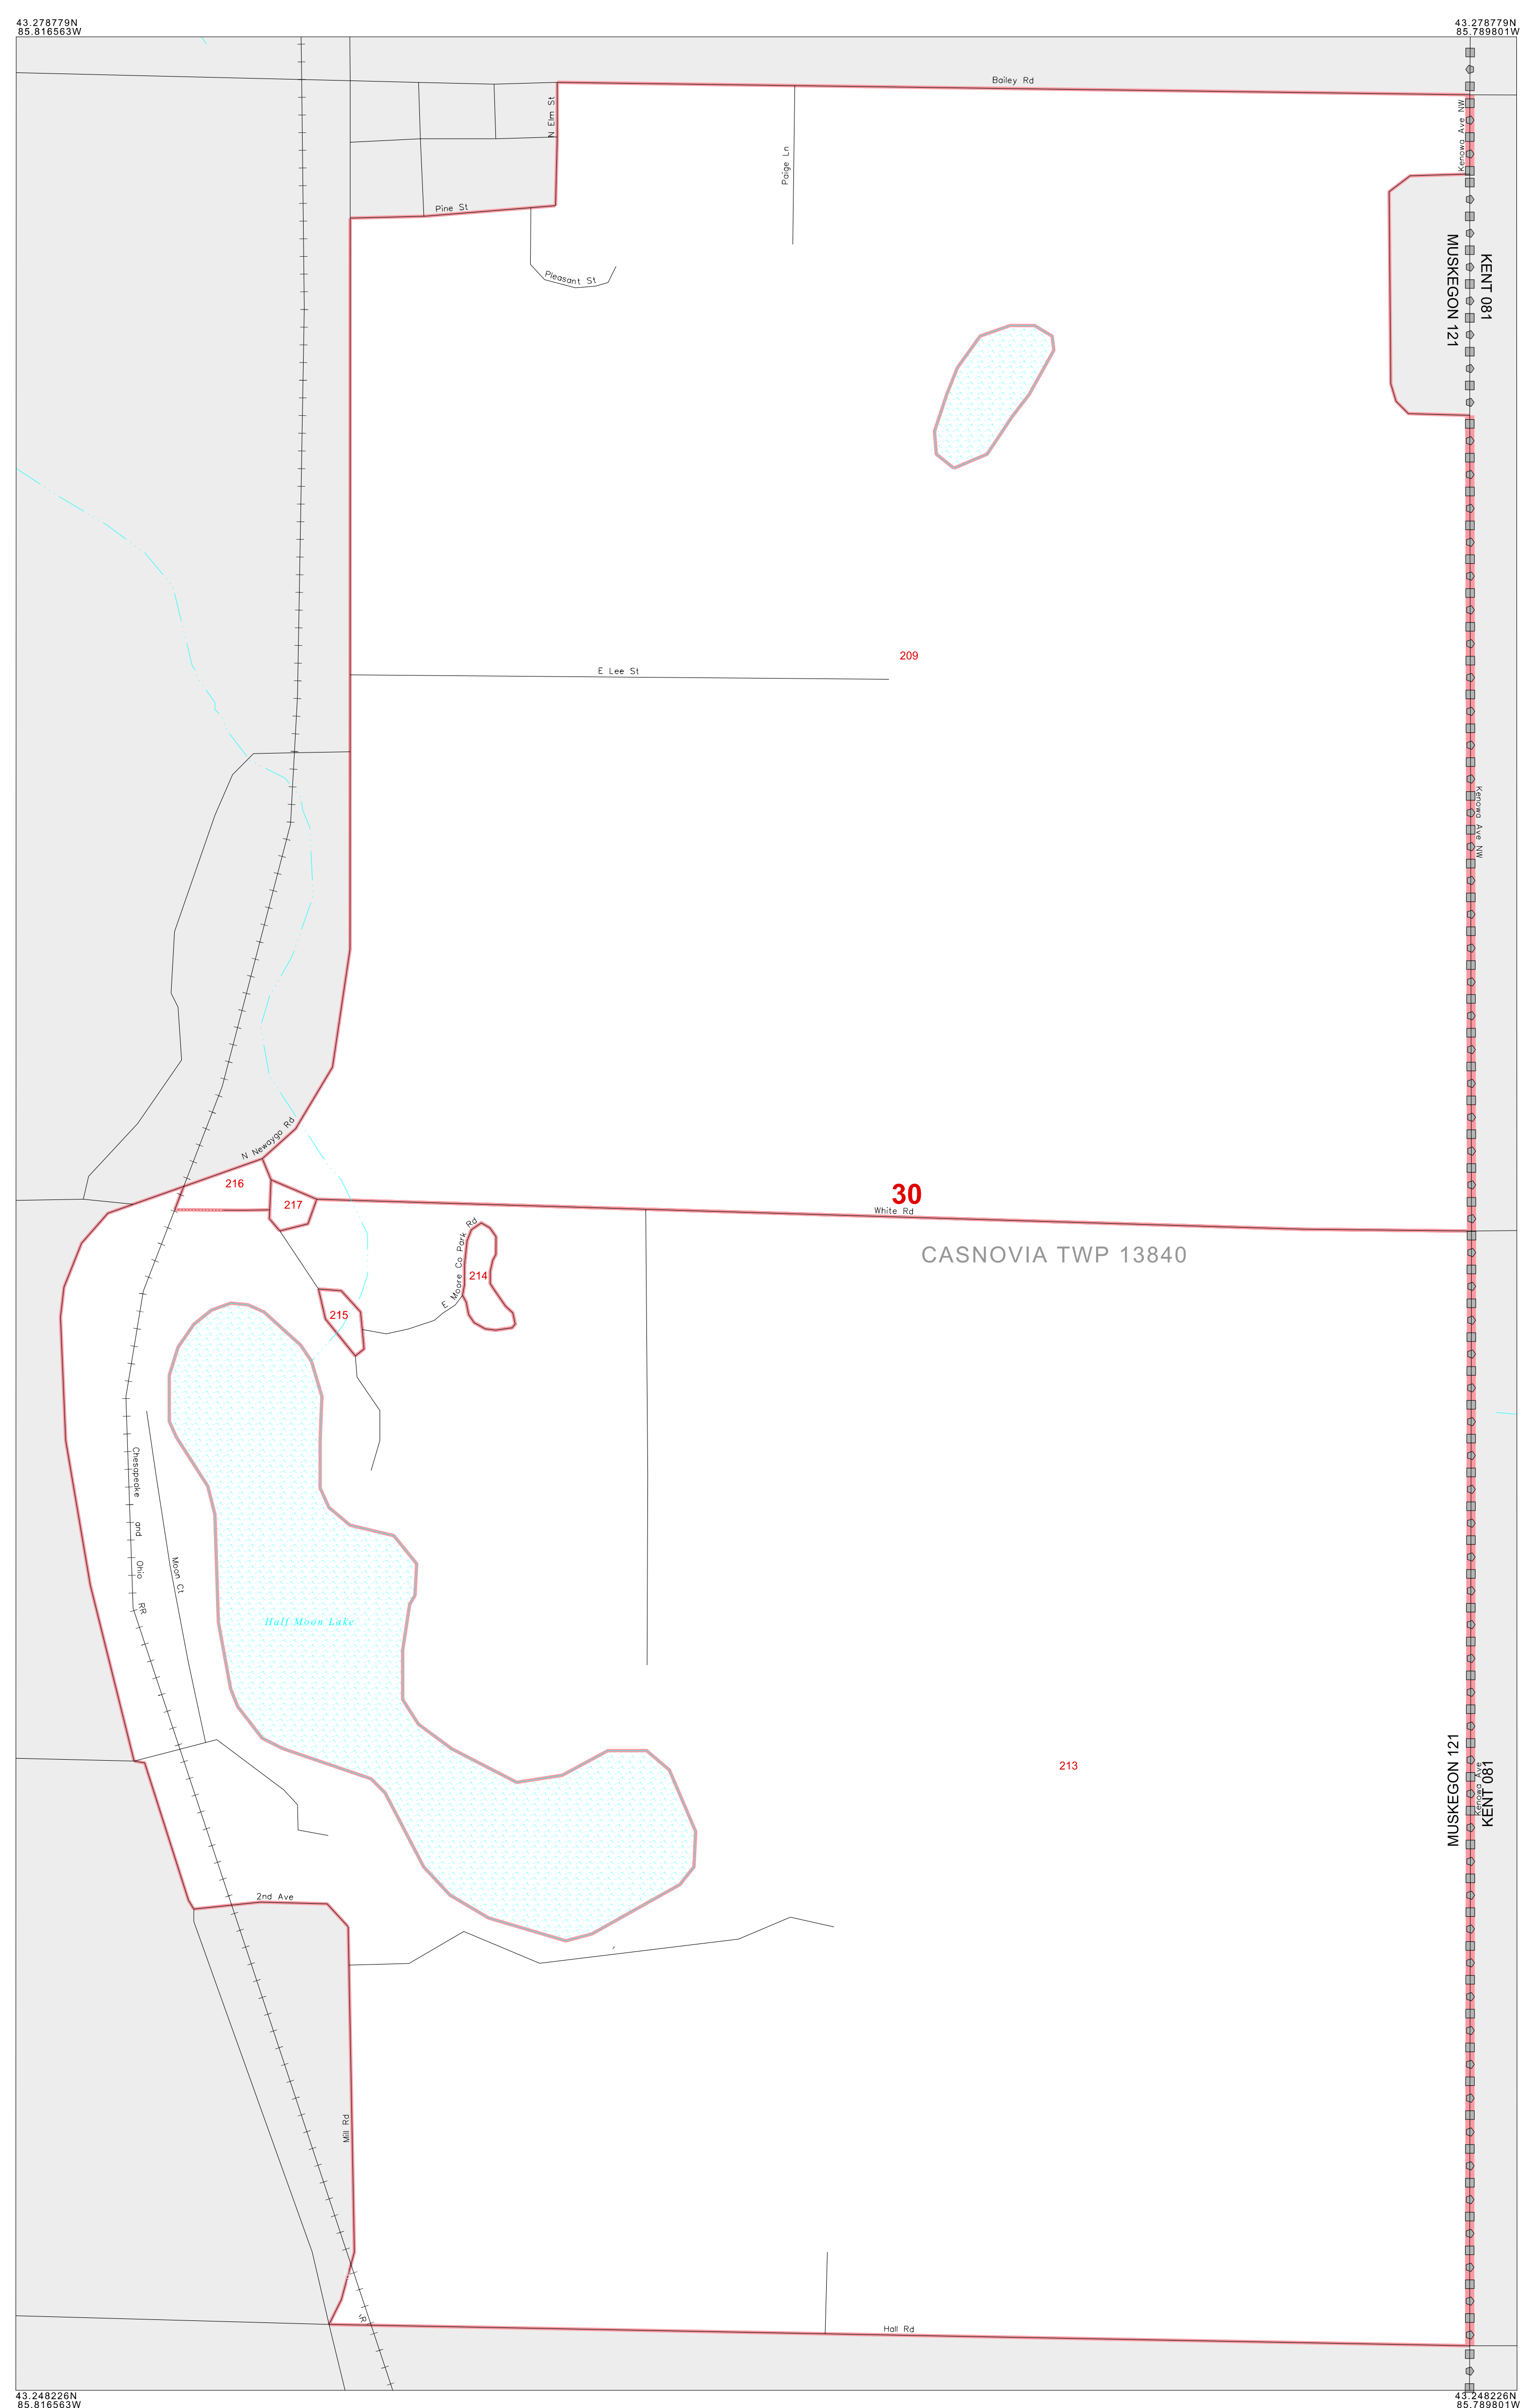 43.278779N
85.816563W
43.278779N
85.789801W
Bailey Rd
N Elm St
Kenowa Ave NW
Paige Ln
Pine St
Pleasant St
MUSKEGON 121
KENT 081
209
E Lee St
Kenowa Ave NW
N Newaygo Rd
216
217
30
White Rd
CASNOVIA TWP 13840
E Moore Co Park Rd
214
215
Chesapeake and Ohio RR
Moon Ct
Half Moon Lake
213
MUSKEGON 121
Kenowa Ave
KENT 081
2nd Ave
Mill Rd
Hall Rd
43.248226N
85.816563W
43.248226N
85.789801W